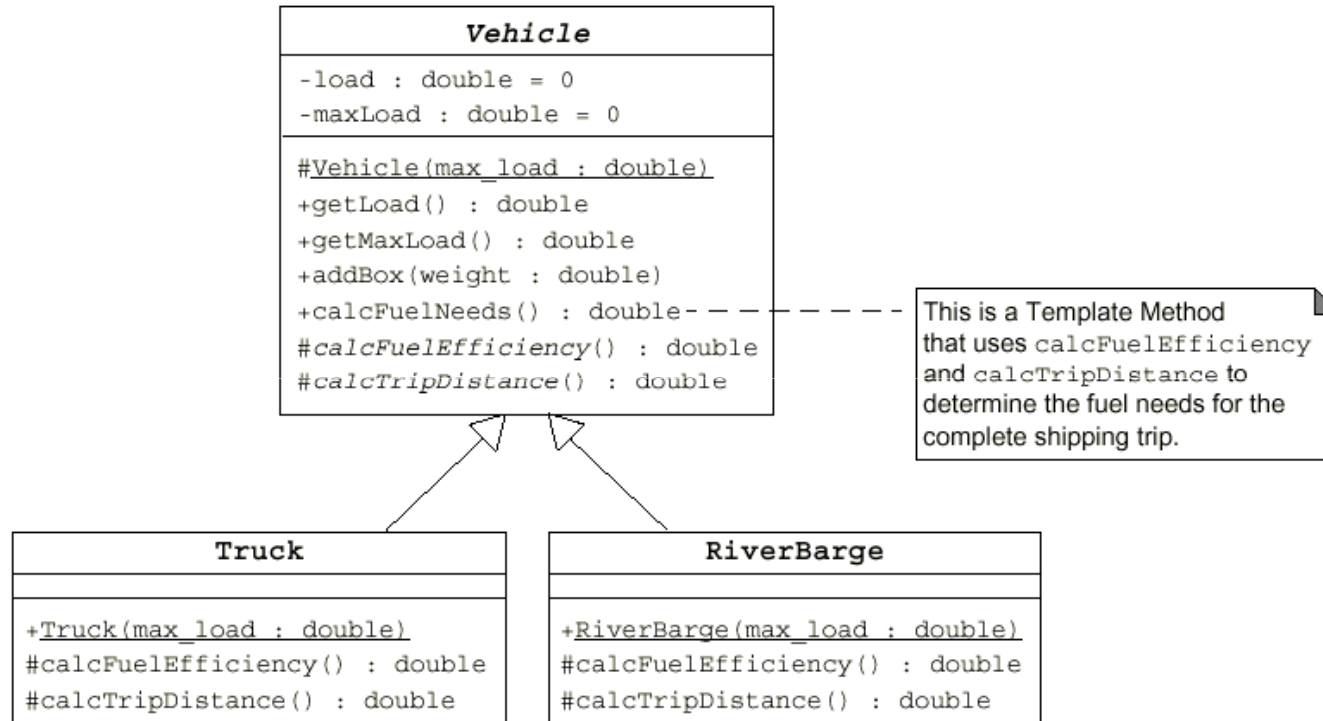 Vehicle
-load : double = 0
-maxLoad : double = 0
#Vehicle(max_load : double)
+getLoad() : double
+getMaxLoad() : double
+addBox(weight : double)
+calcFuelNeeds() : double
#calcFuelEfficiency() : double
#calcTripDistance() : double
This is a Template Method
that uses calcFuelEfficiency
and calcTripDistance to
determine the fuel needs for the
complete shipping trip.
Truck
+Truck(max_load : double)
#calcFuelEfficiency() : double
#calcTripDistance() : double
RiverBarge
+RiverBarge(max_load : double)
#calcFuelEfficiency() : double
#calcTripDistance() : double